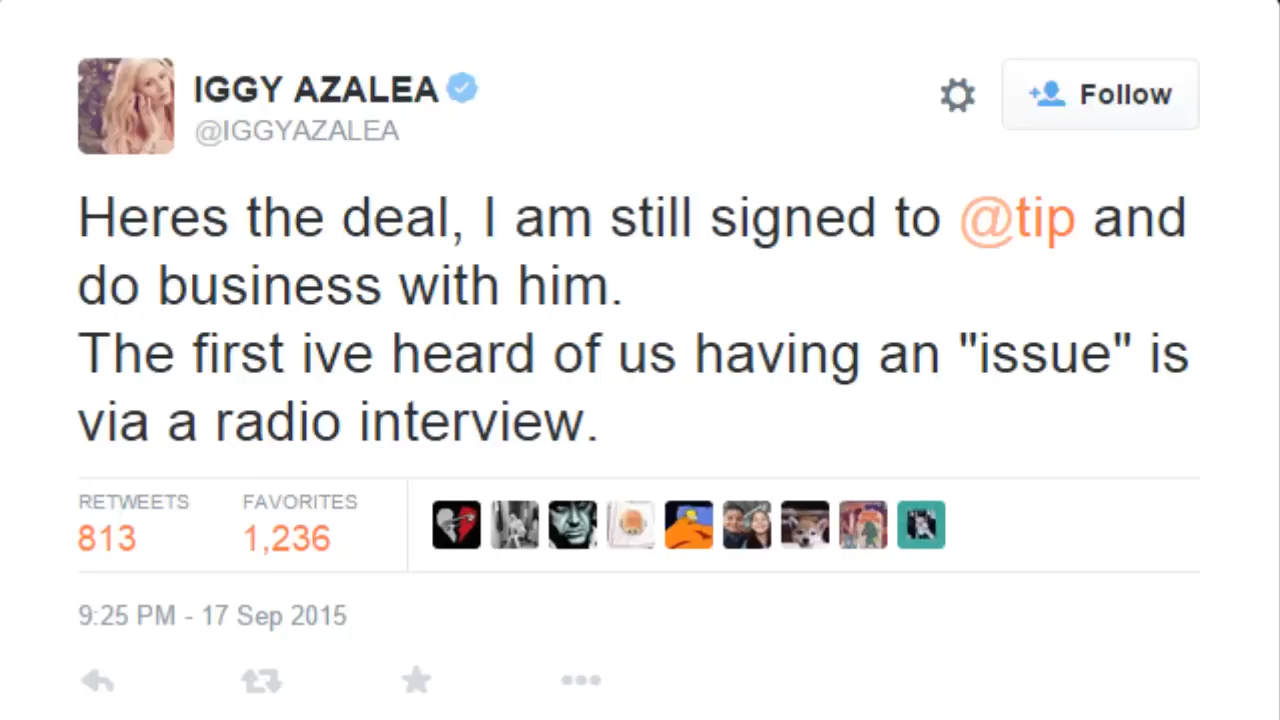 IGGY AZALEA
@IGGYAZALEA
Follow
Heres the deal, I am still signed to @tip and
do business with him.
The first ive heard of us having an "issue" is
via a radio interview.
RETWEETS FAVORITES
813 1,236
9:25 PM - 17 Sep 2015